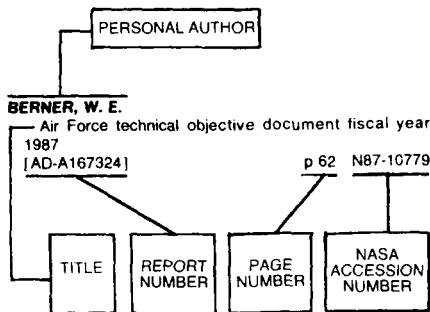 PERSONAL AUTHOR
BERNER, W. E.
Air Force technical objective document fiscal year
1987
[AD-A167324] p 62 N87-10779
TITLE
REPORT
NUMBER
PAGE
NUMBER
NASA
ACCESSION
NUMBER